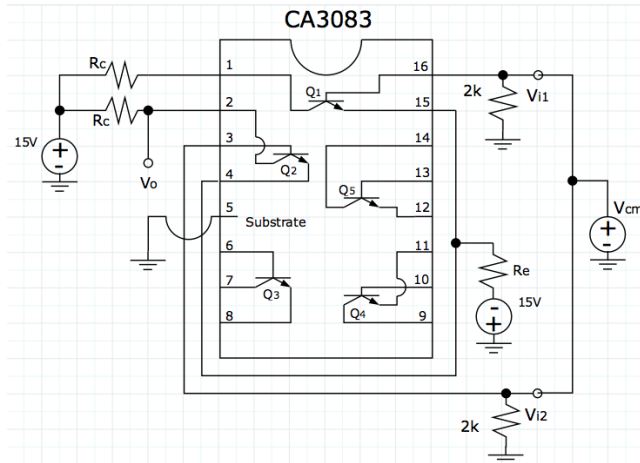 CA3083
Rc
1
16
Q1
2k
Vi1
2
15
Rc
3
14
15V
+
-
Vo
Q2
4
13
Q5
Vcm
+
-
5
Substrate
12
6
11
Re
7
10
Q3
Q4
15V
-
+
8
9
2k
Vi2